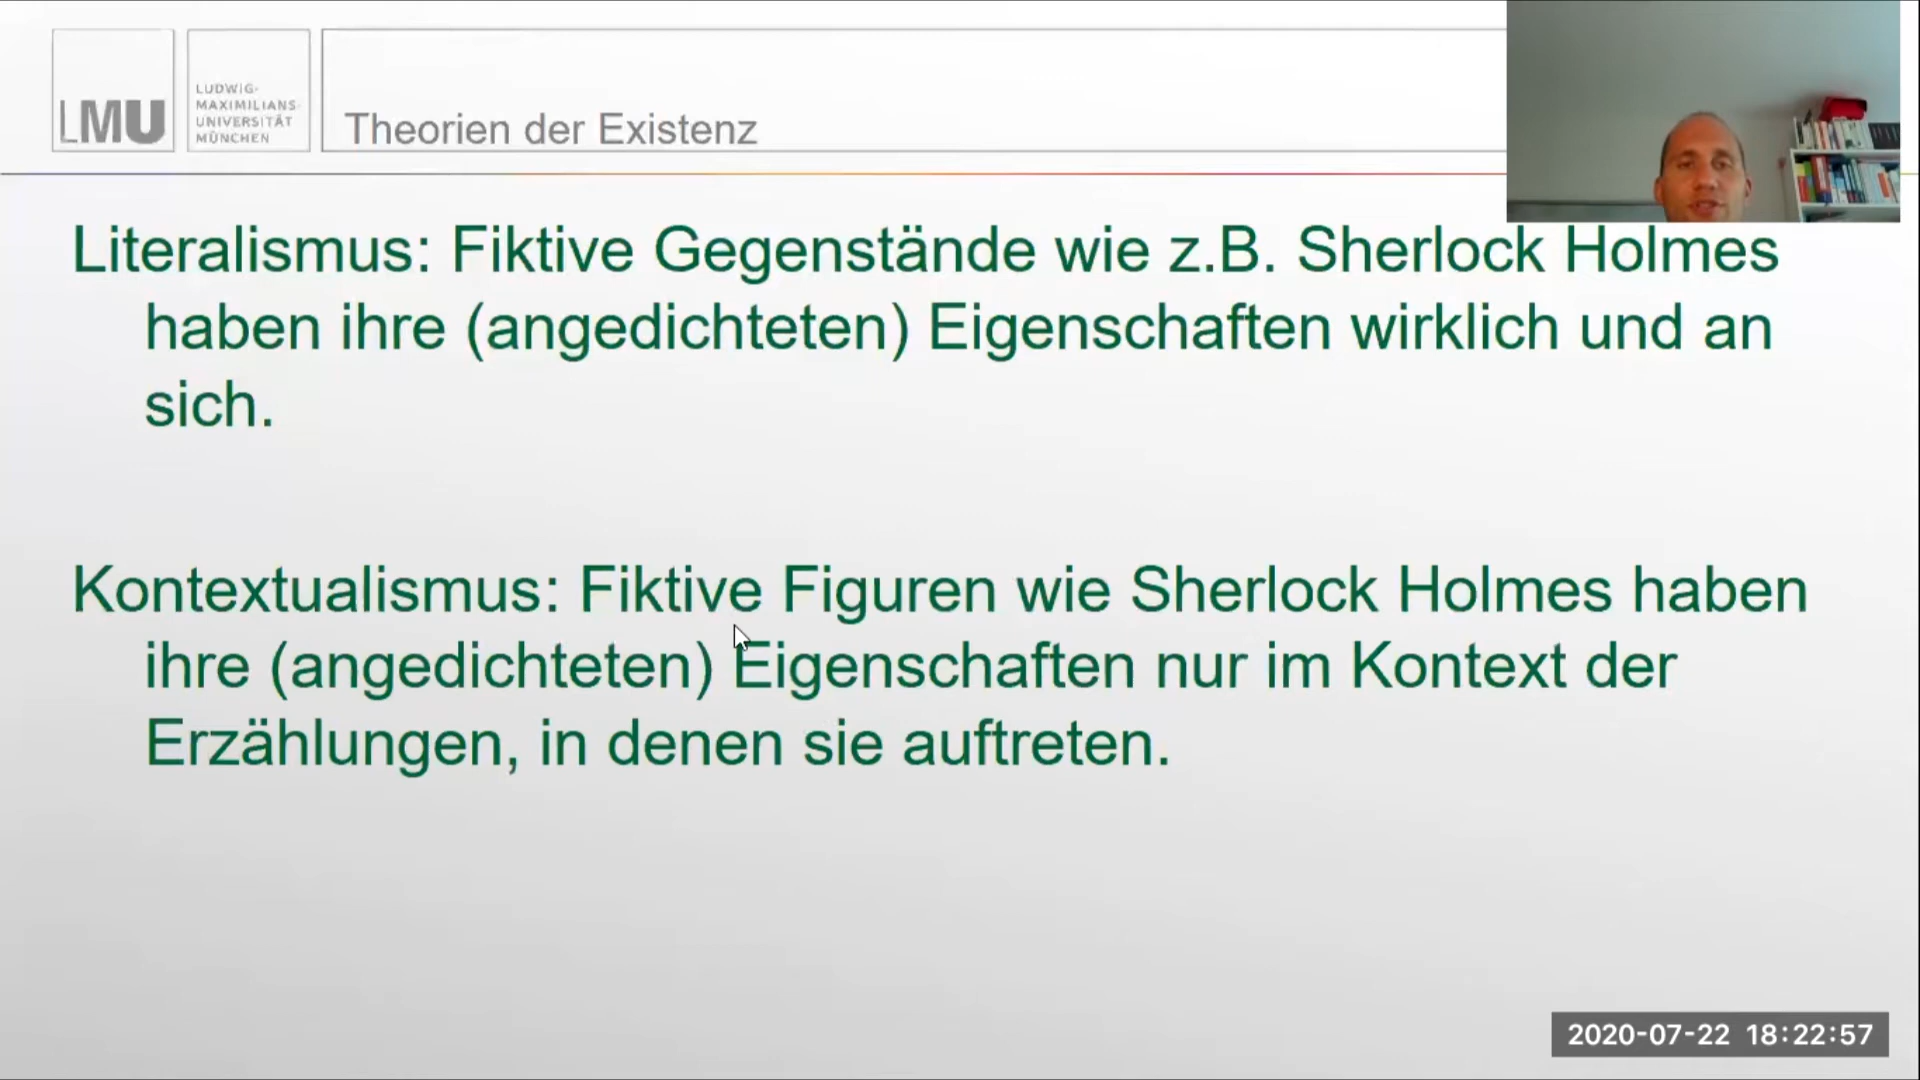 LMU
LUDWIG-
MAXIMILIANS-
UNIVERSITÄT
MÜNCHEN
Theorien der Existenz
Literalismus: Fiktive Gegenstände wie z.B. Sherlock Holmes
haben ihre (angedichteten) Eigenschaften wirklich und an
sich.
Kontextualismus: Fiktive Figuren wie Sherlock Holmes haben
ihre (angedichteten) Eigenschaften nur im Kontext der
Erzählungen, in denen sie auftreten.
2020-07-22 18:22:57